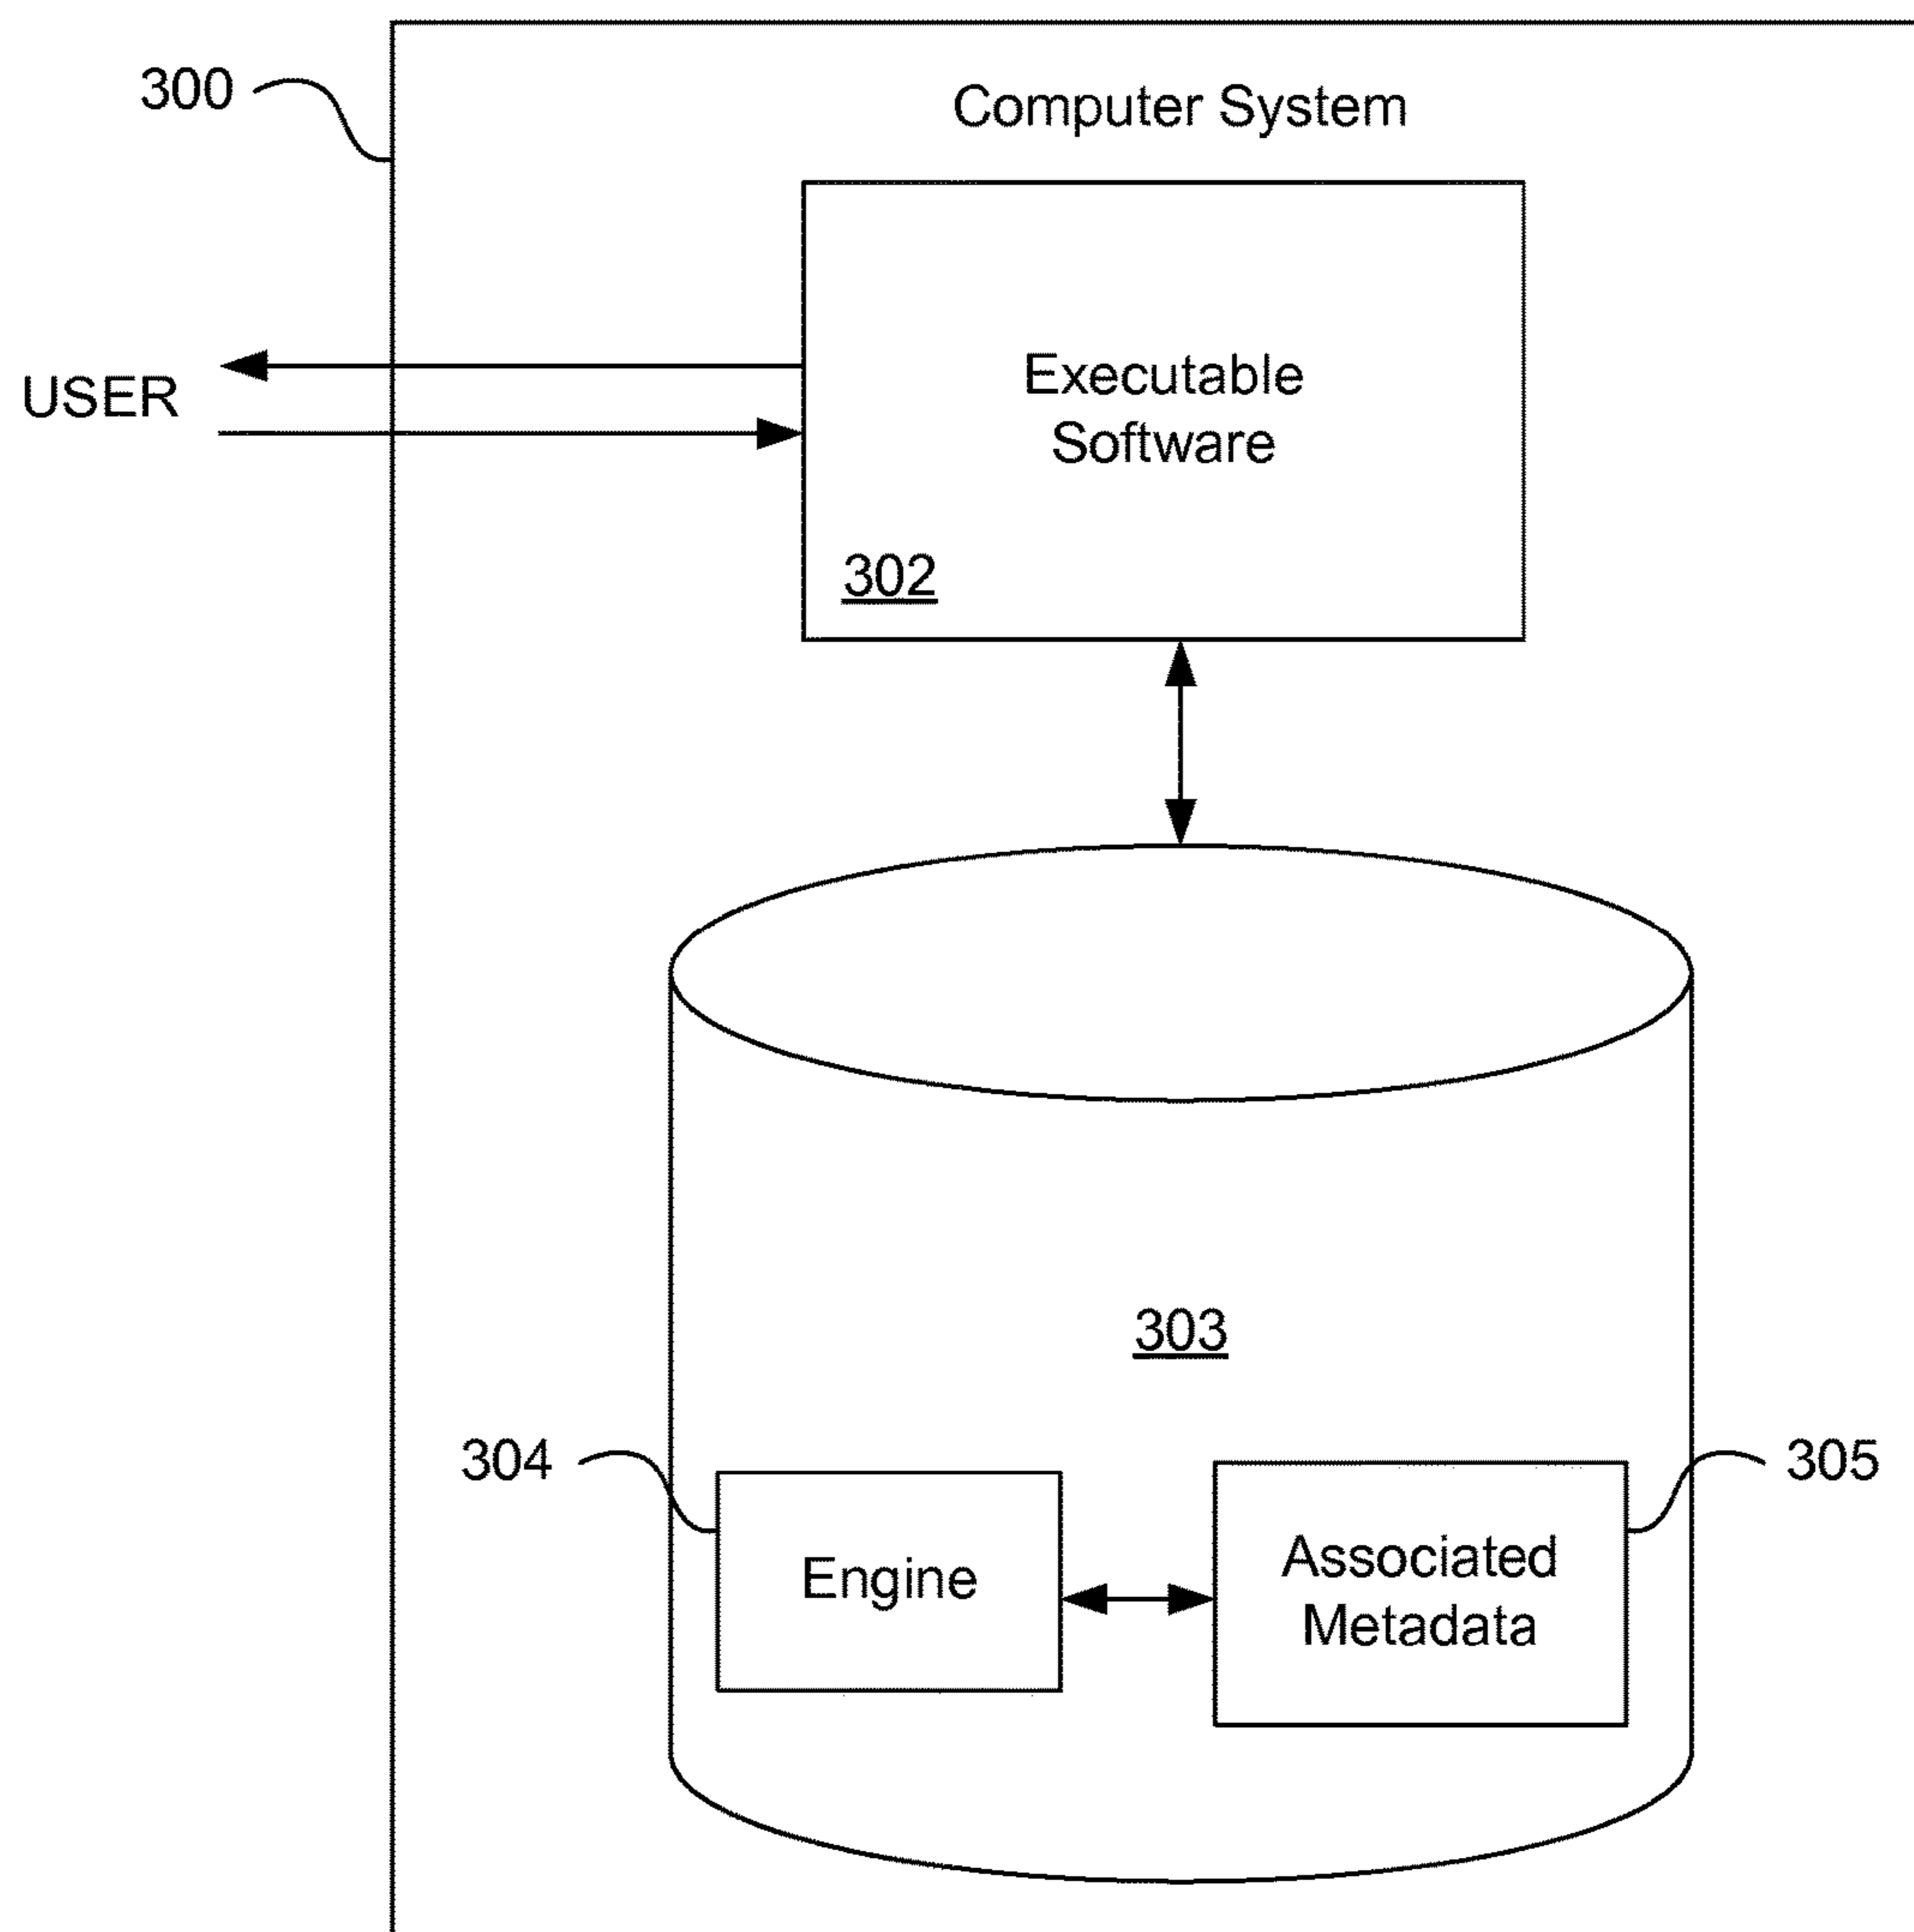 300
Computer System
USER
Executable
Software
302
303
304
305
Engine
Associated
Metadata